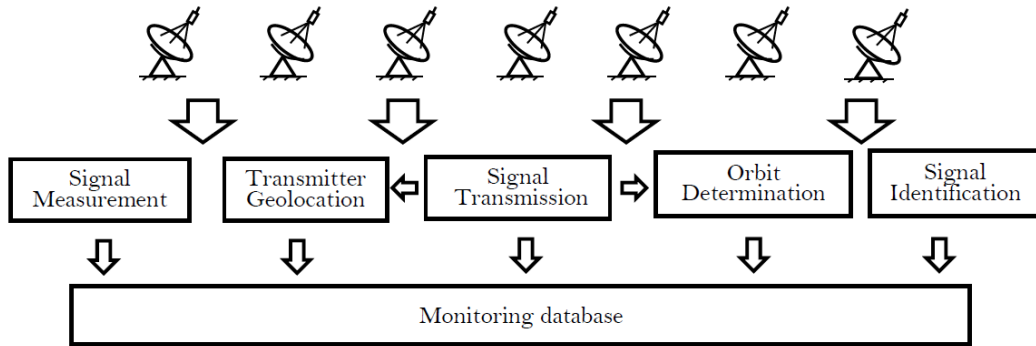 Signal
Measurement
Transmitter
Geolocation
Signal
Transmission
Orbit
Determination
Signal
Identification
Monitoring database